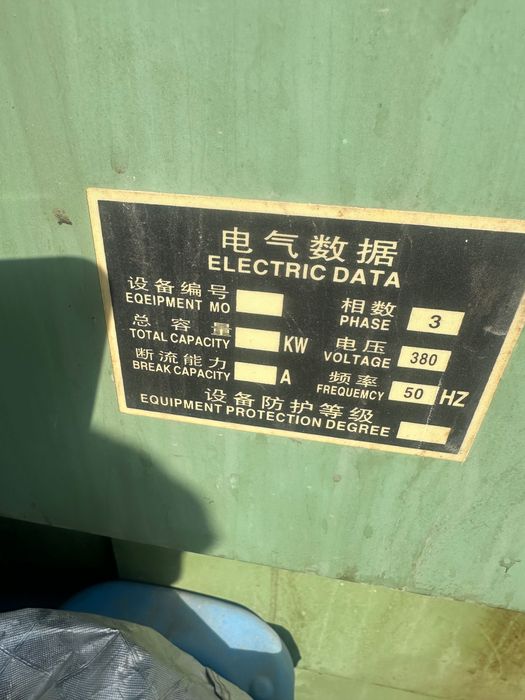 电气数据
ELECTRIC DATA
设备编号
EQEIPMENT MO
相数 3
PHASE
总容量 KW
TOTAL CAPACITY
电压 380
VOLTAGE
断流能力 A
BREAK CAPACITY
频率 50 HZ
FREQUEMCY
设备防护等级
EQUIPMENT PROTECTION DEGREE